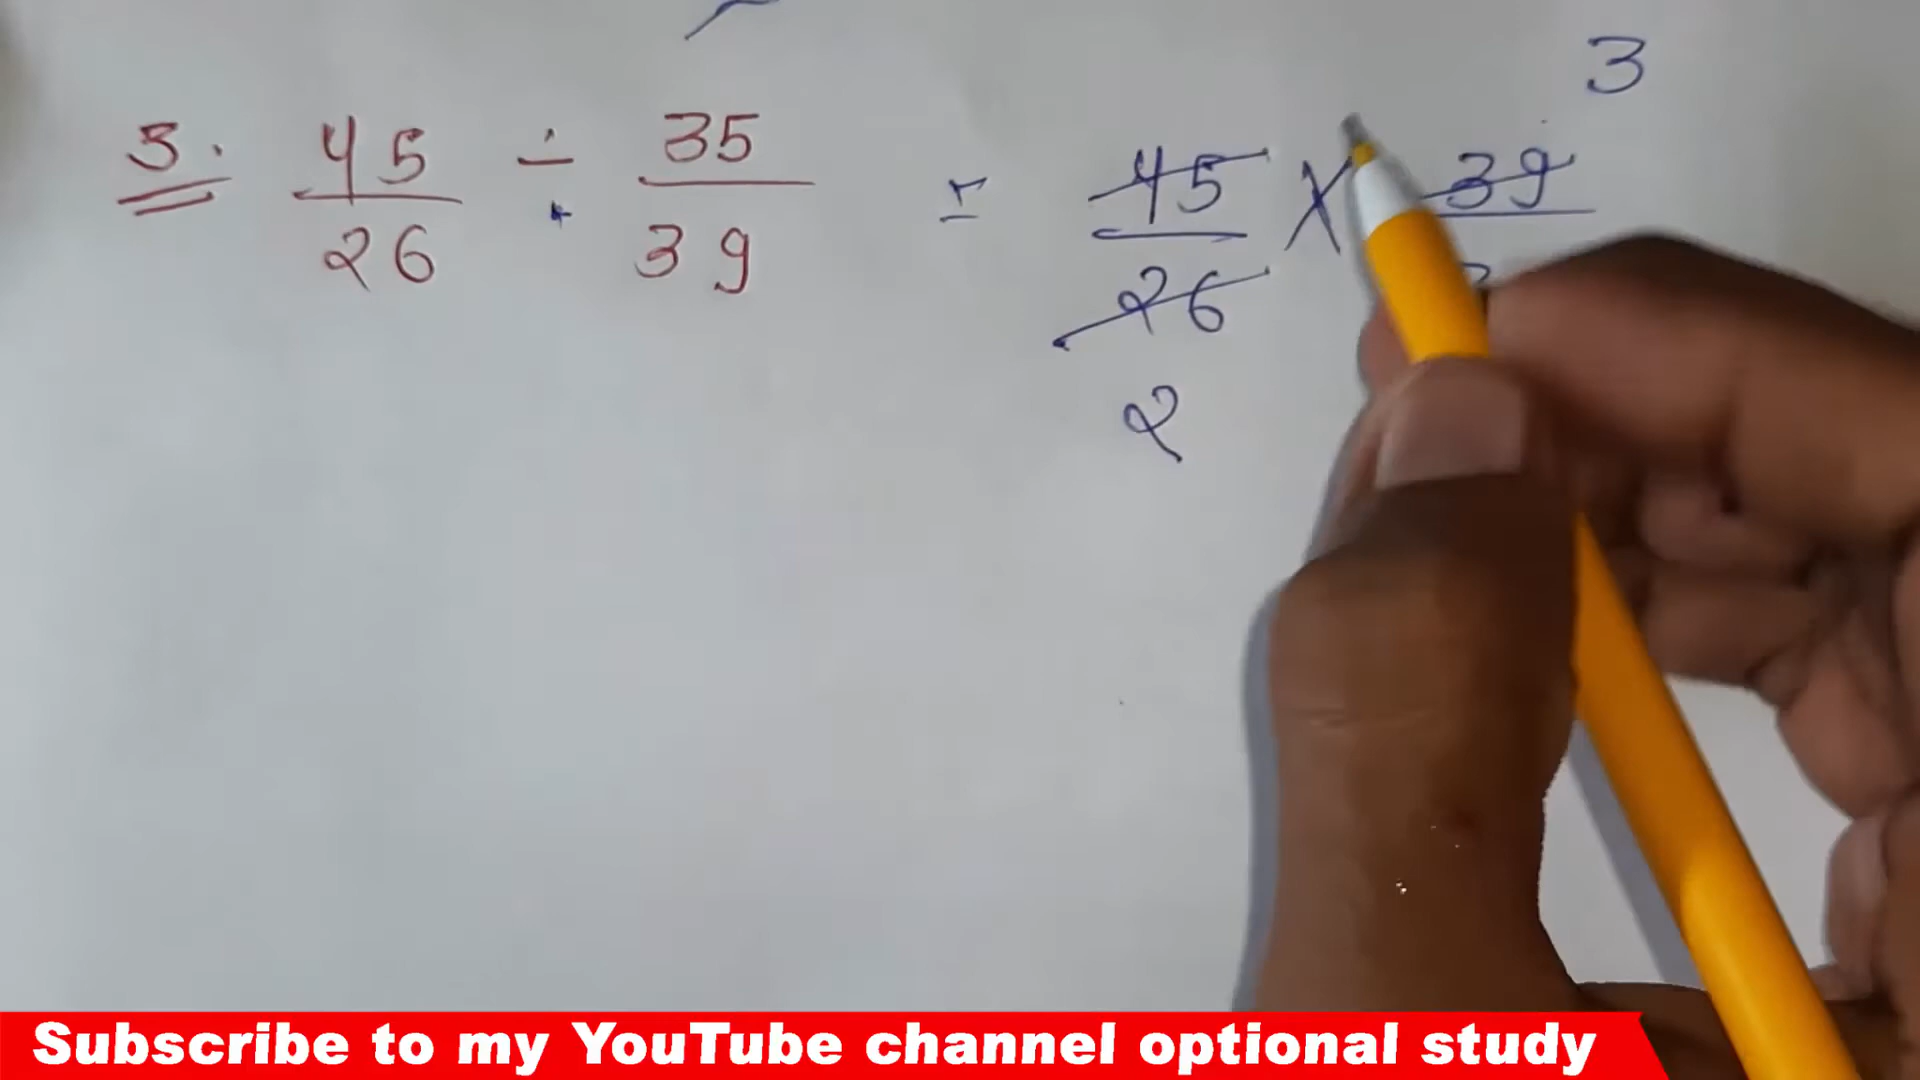 3
3. 45/26 ÷ 35/39 = 45/26 × 39/
2
Subscribe to my YouTube channel optional study